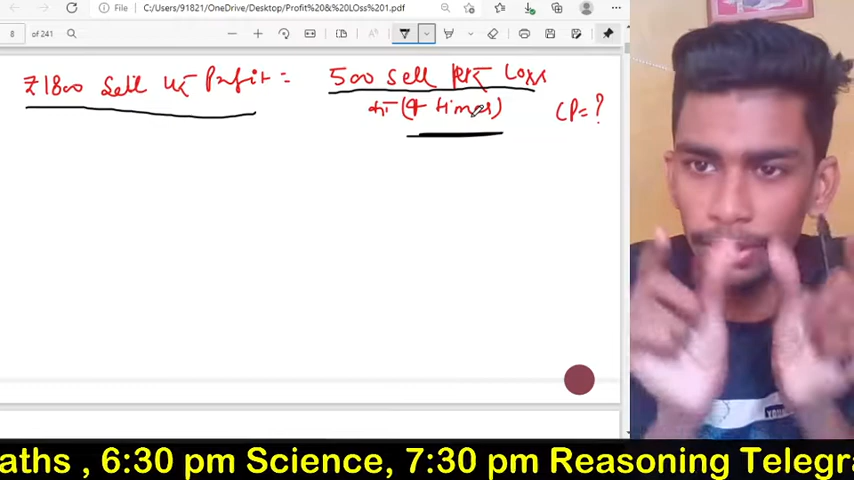 File C:/Users/91821/OneDrive/Desktop/Profit%20&%20LOss%201.pdf
8 of 241
₹1800 Sell पर Profit = 500 sell पर Loss
का (4 times) CP=?
aths , 6:30 pm Science, 7:30 pm Reasoning Telegra